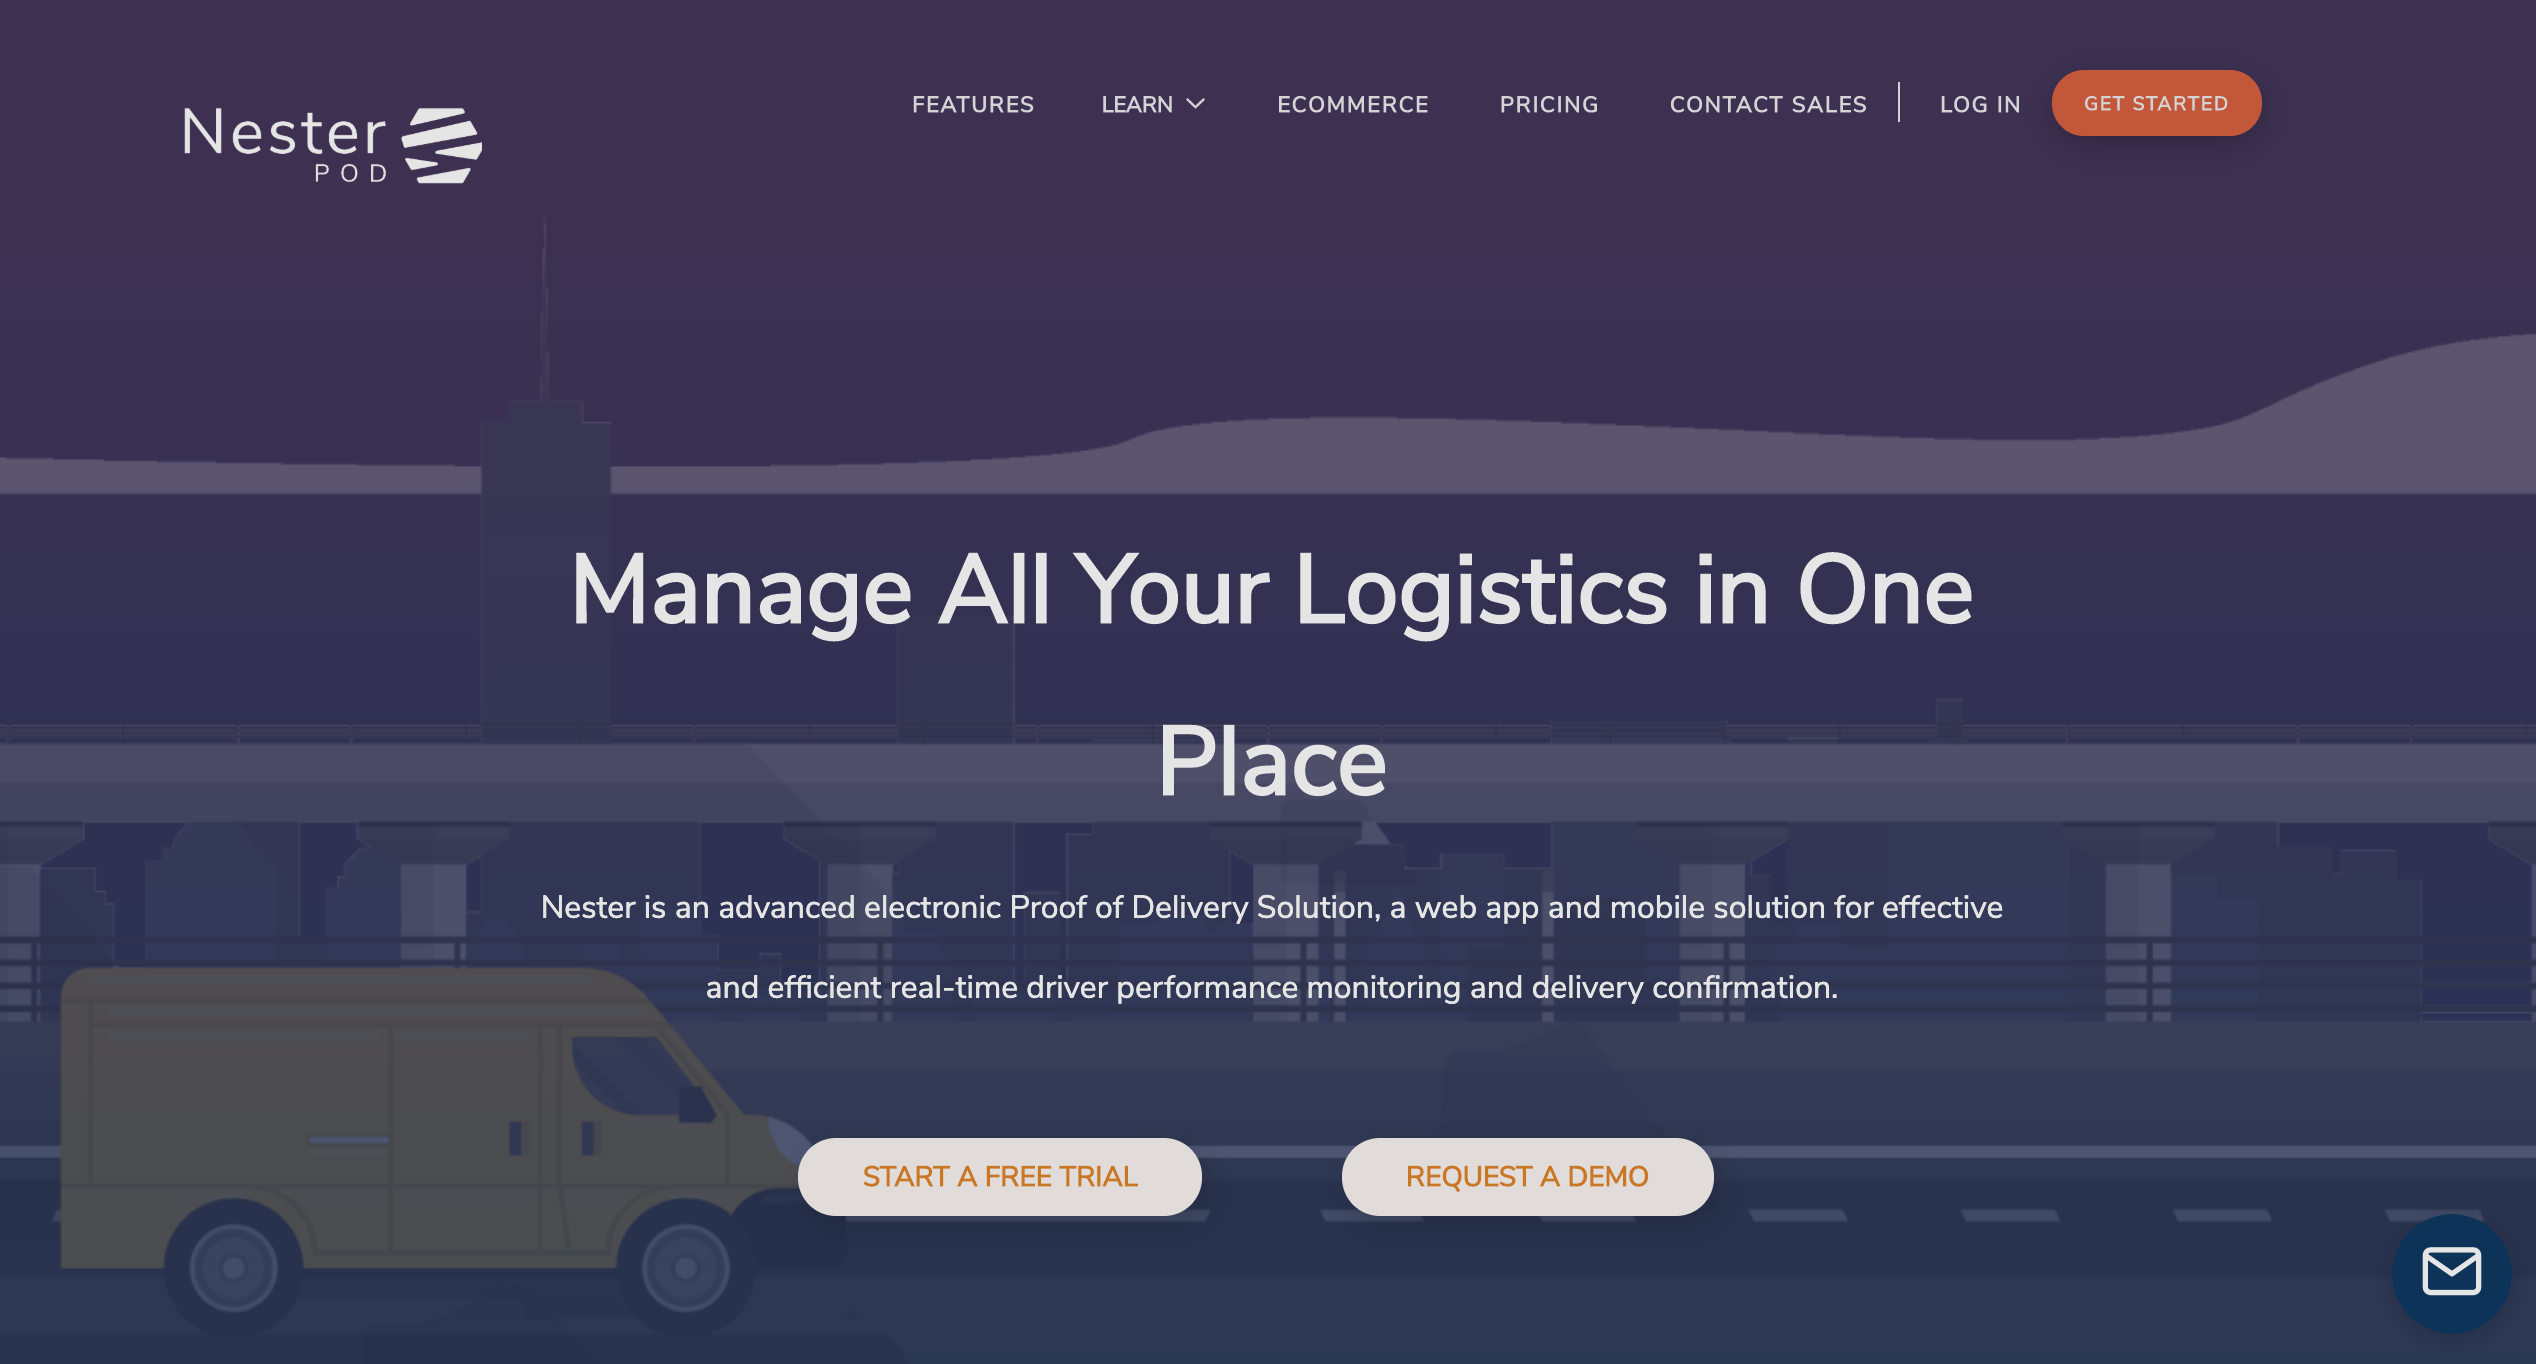 Nester
POD
FEATURES
LEARN
ECOMMERCE
PRICING
CONTACT SALES
LOG IN
GET STARTED
Manage All Your Logistics in One
Place
Nester is an advanced electronic Proof of Delivery Solution, a web app and mobile solution for effective
and efficient real-time driver performance monitoring and delivery confirmation.
START A FREE TRIAL
REQUEST A DEMO